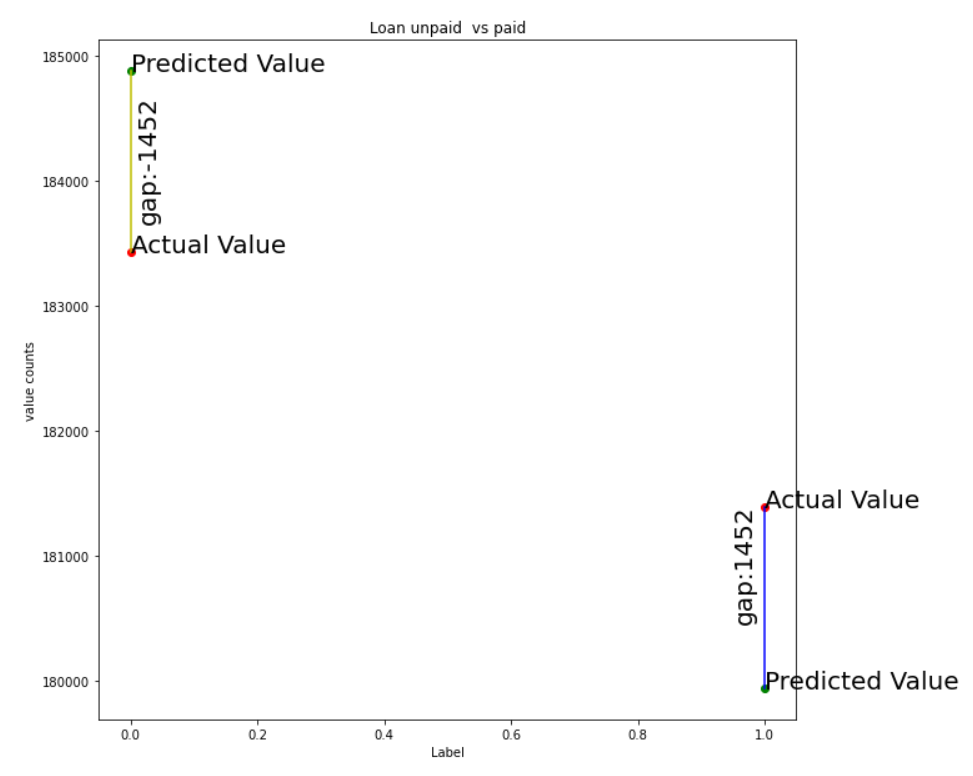 Loan unpaid  vs paid
185000
184000
183000
182000
181000
180000
value counts
Predicted Value
gap:-1452
Actual Value
Actual Value
gap:1452
Predicted Value
0.0 0.2 0.4 0.6 0.8 1.0
Label